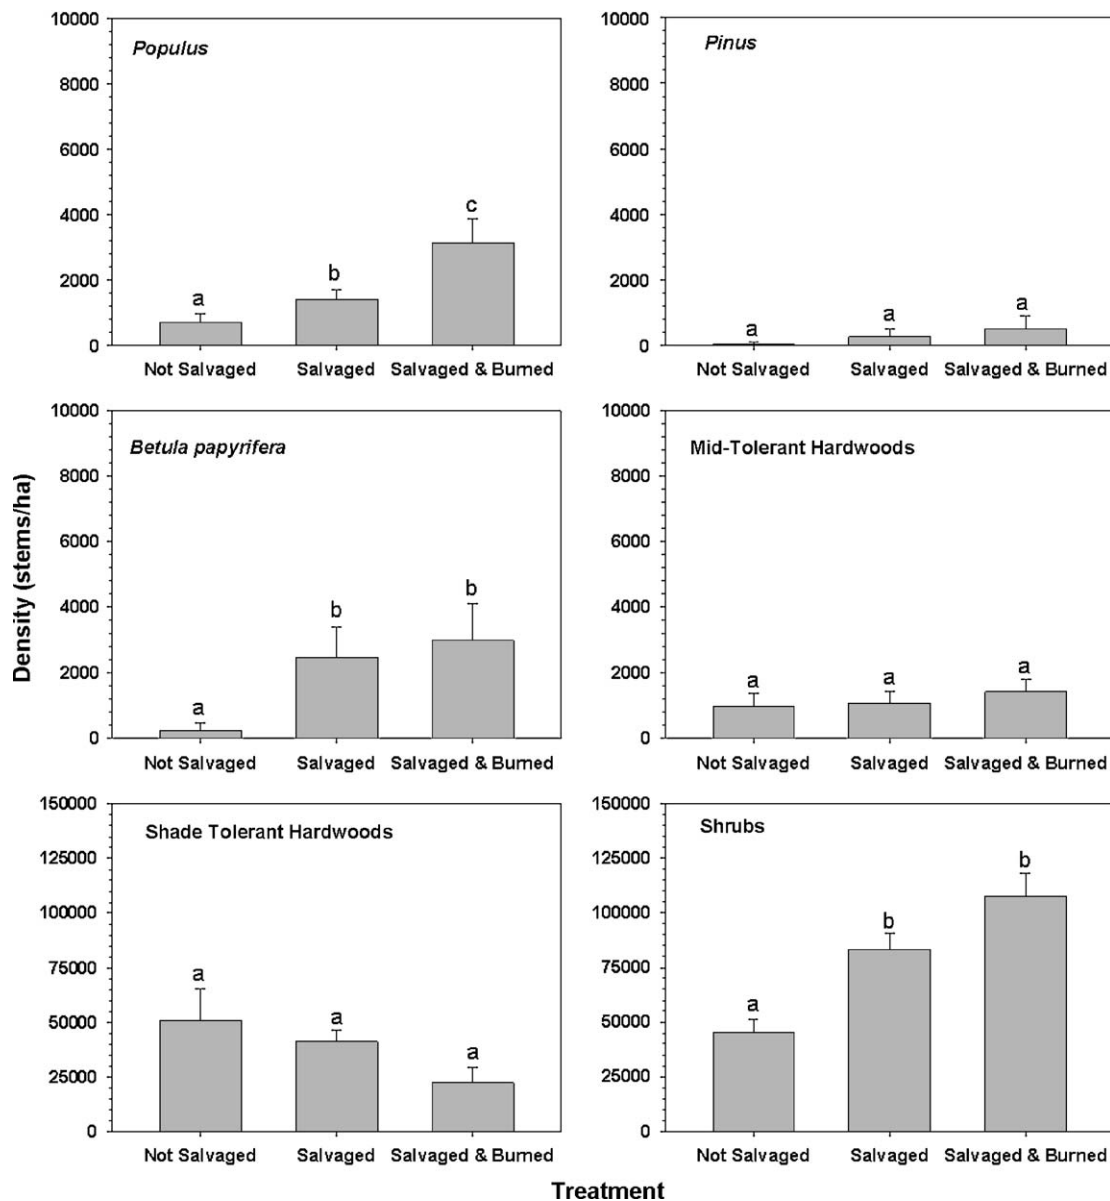 Density (stems/ha)
Populus
10000
8000
6000
4000
2000
0
a
b
c
Not Salvaged Salvaged Salvaged & Burned
Pinus
10000
8000
6000
4000
2000
0
a
a
a
Not Salvaged Salvaged Salvaged & Burned
Betula papyrifera
10000
8000
6000
4000
2000
0
a
b
b
Not Salvaged Salvaged Salvaged & Burned
Mid-Tolerant Hardwoods
10000
8000
6000
4000
2000
0
a
a
a
Not Salvaged Salvaged Salvaged & Burned
Shade Tolerant Hardwoods
150000
125000
100000
75000
50000
25000
0
a
a
a
Not Salvaged Salvaged Salvaged & Burned
Shrubs
150000
125000
100000
75000
50000
25000
0
a
b
b
Not Salvaged Salvaged Salvaged & Burned
Treatment